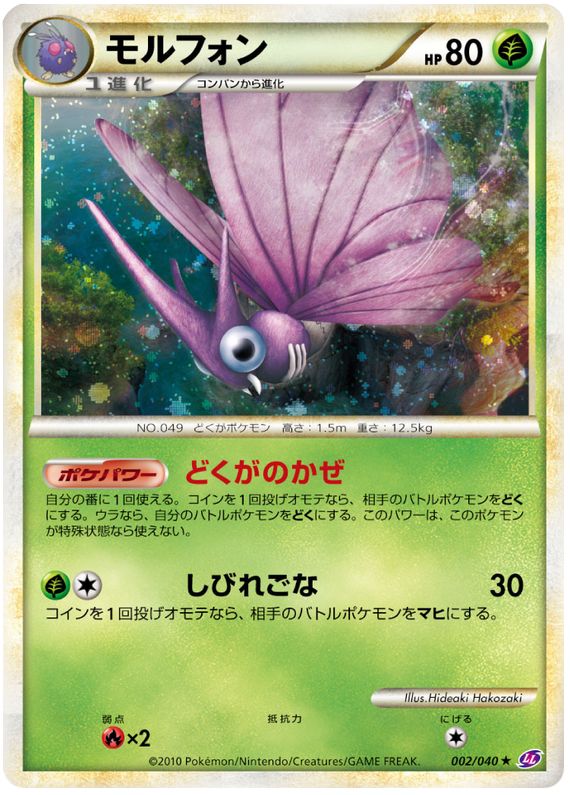 モルフォン
HP80
1進化
コンパンから進化
NO.049 どくがポケモン 高さ：1.5m 重さ：12.5kg
ポケパワー どくがのかぜ
自分の番に1回使える。コインを1回投げオモテなら、相手のバトルポケモンをどく
にする。ウラなら、自分のバトルポケモンをどくにする。このパワーは、このポケモン
が特殊状態なら使えない。
しびれごな 30
コインを1回投げオモテなら、相手のバトルポケモンをマヒにする。
Illus.Hideaki Hakozaki
弱点 抵抗力 にげる
×2
©2010 Pokémon/Nintendo/Creatures/GAME FREAK. 002/040 ★ LL